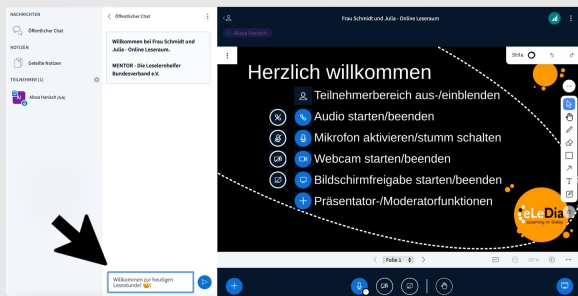 NACHRICHTEN
Öffentlicher Chat
NOTIZEN
Geteilte Notizen
TEILNEHMER (1)
Alissa Hanisch (Ich)
Öffentlicher Chat
Willkommen bei Frau Schmidt und
Julia - Online Leseraum.
MENTOR - Die Leselernhelfer
Bundesverband e.V.
Willkommen zur heutigen
Lesestunde! 😀
Frau Schmidt und Julia - Online Leseraum
Alissa Hanisch
Herzlich willkommen
Teilnehmerbereich aus-/einblenden
Audio starten/beenden
Mikrofon aktivieren/stumm schalten
Webcam starten/beenden
Bildschirmfreigabe starten/beenden
Präsentator-/Moderatorfunktionen
eLeDia
eLearning im Dialog
Folie 1
100 %